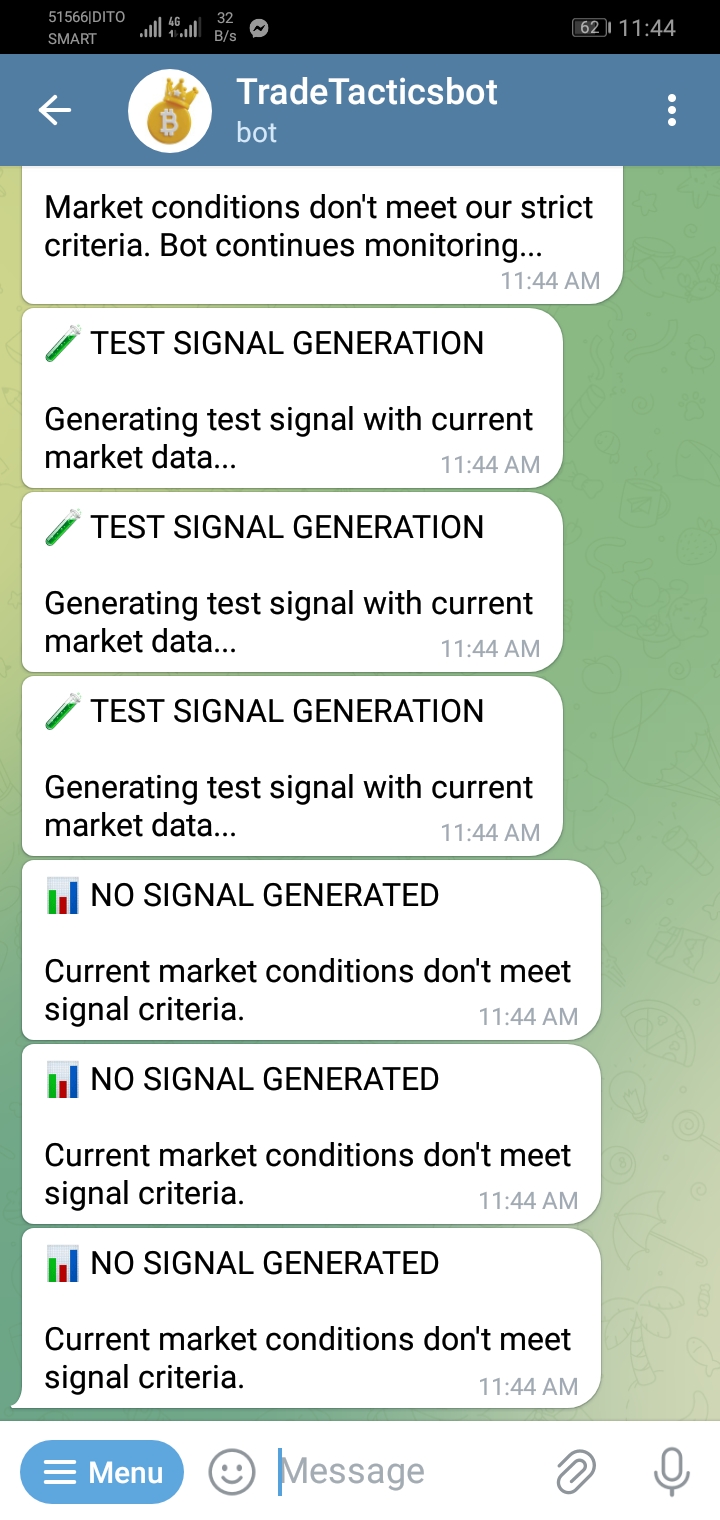 51566|DITO
SMART
4G
32
B/s
62
11:44
TradeTacticsbot
bot
Market conditions don't meet our strict
criteria. Bot continues monitoring...
11:44 AM
TEST SIGNAL GENERATION
Generating test signal with current
market data...
11:44 AM
TEST SIGNAL GENERATION
Generating test signal with current
market data...
11:44 AM
TEST SIGNAL GENERATION
Generating test signal with current
market data...
11:44 AM
NO SIGNAL GENERATED
Current market conditions don't meet
signal criteria.
11:44 AM
NO SIGNAL GENERATED
Current market conditions don't meet
signal criteria.
11:44 AM
NO SIGNAL GENERATED
Current market conditions don't meet
signal criteria.
11:44 AM
Menu
Message